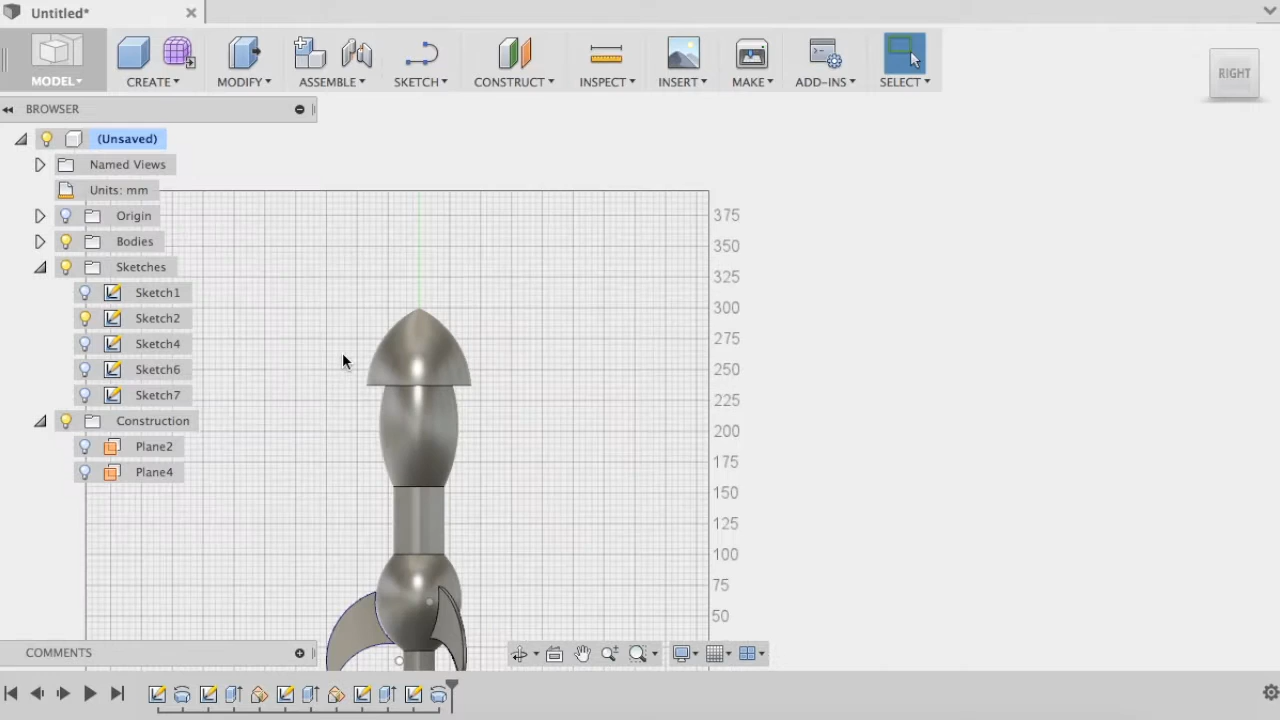 Untitled*
MODEL CREATE MODIFY ASSEMBLE SKETCH CONSTRUCT INSPECT INSERT MAKE ADD-INS SELECT
RIGHT
BROWSER
(Unsaved)
Named Views
Units: mm
Origin
Bodies
Sketches
Sketch1
Sketch2
Sketch4
Sketch6
Sketch7
Construction
Plane2
Plane4
375
350
325
300
275
250
225
200
175
150
125
100
75
50
COMMENTS